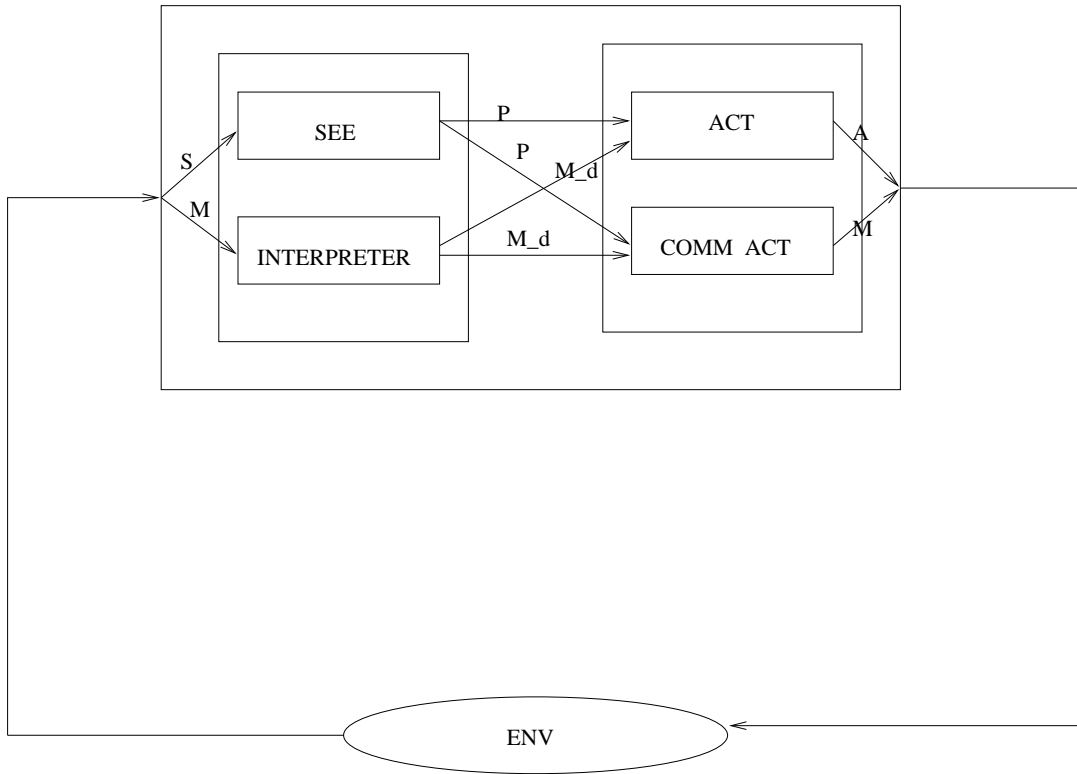 P
ACT
SEE
A
P
S
M_d
M
M_d
M
INTERPRETER
COMM ACT
ENV